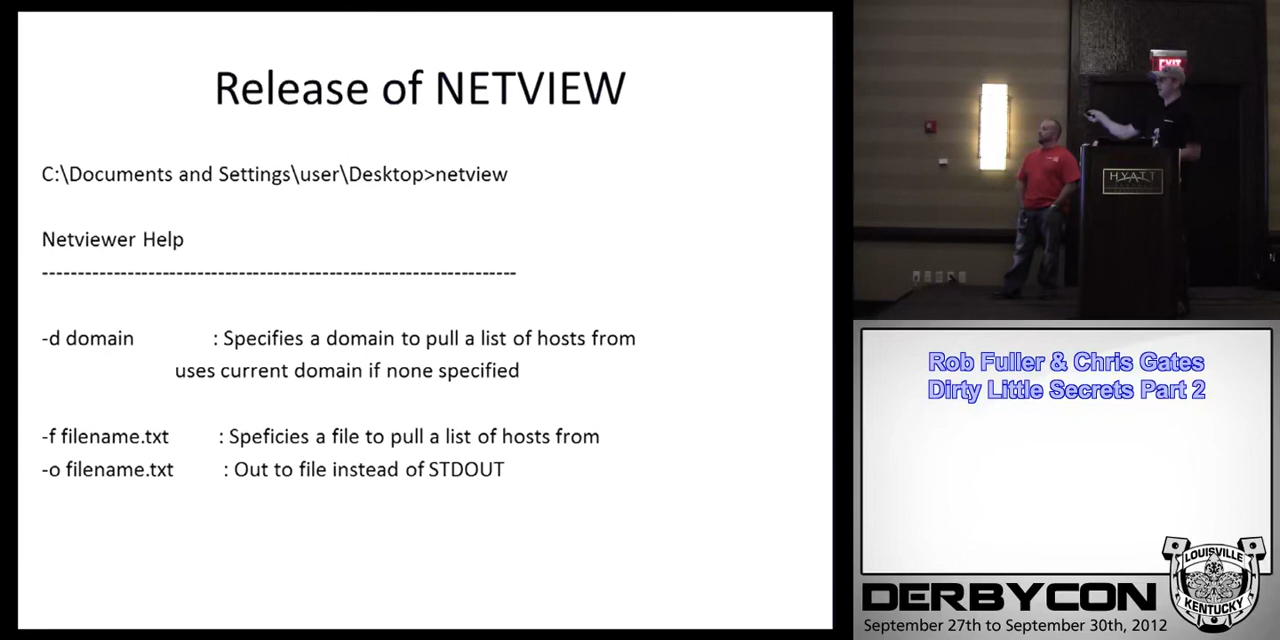 Release of NETVIEW
C:\Documents and Settings\user\Desktop>netview
Netviewer Help
------------------------------------------------------------------
-d domain : Specifies a domain to pull a list of hosts from
uses current domain if none specified
-f filename.txt : Speficies a file to pull a list of hosts from
-o filename.txt : Out to file instead of STDOUT
EXIT
HYATT
Rob Fuller & Chris Gates
Dirty Little Secrets Part 2
LOUISVILLE
KENTUCKY
DERBYCON
September 27th to September 30th, 2012